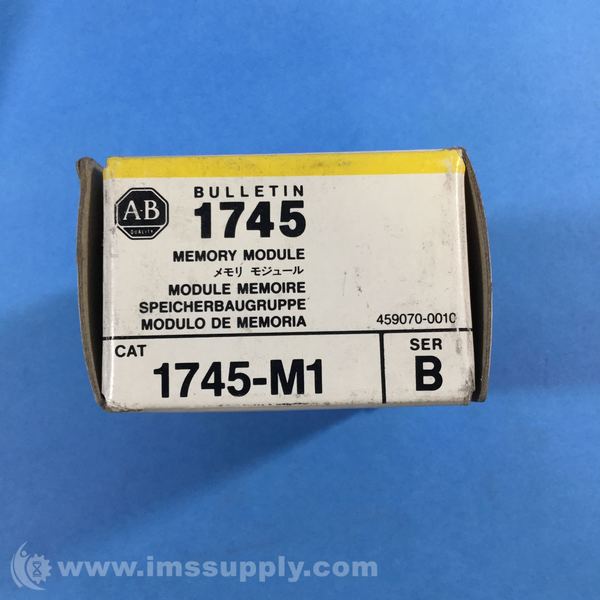 BULLETIN
1745
AB
QUALITY
MEMORY MODULE
メモリ モジュール
MODULE MEMOIRE
SPEICHERBAUGRUPPE
MODULO DE MEMORIA
459070-0010
CAT
1745-M1
SER
B
www.imssupply.com